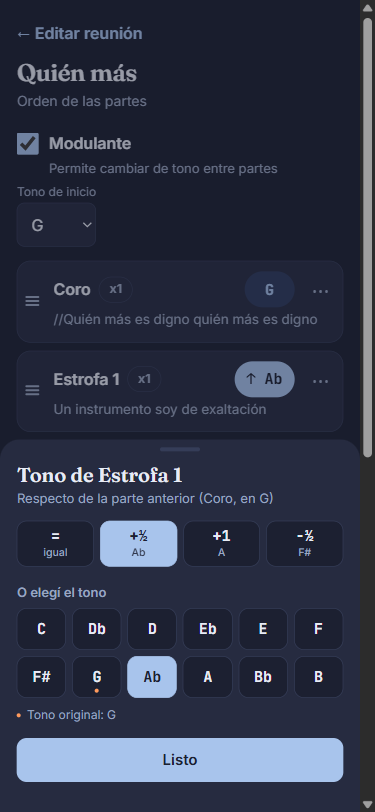 ← Editar reunión
Quién más
Orden de las partes
Modulante
Permite cambiar de tono entre partes
Tono de inicio
G
Coro x1 G ...
//Quién más es digno quién más es digno
Estrofa 1 x1 ↑ Ab ...
Un instrumento soy de exaltación
Tono de Estrofa 1
Respecto de la parte anterior (Coro, en G)
= +½ +1 -½
igual Ab A F#
O elegí el tono
C Db D Eb E F
F# G Ab A Bb B
• Tono original: G
Listo